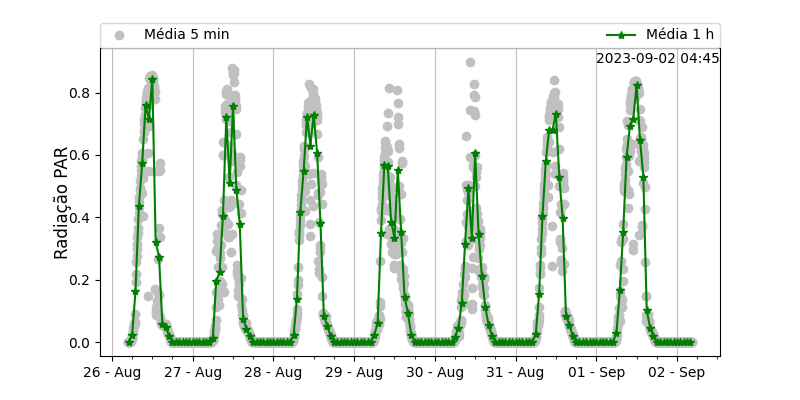 Média 5 min
Média 1 h
2023-09-02 04:45
Radiação PAR
0.8
0.6
0.4
0.2
0.0
26 - Aug
27 - Aug
28 - Aug
29 - Aug
30 - Aug
31 - Aug
01 - Sep
02 - Sep